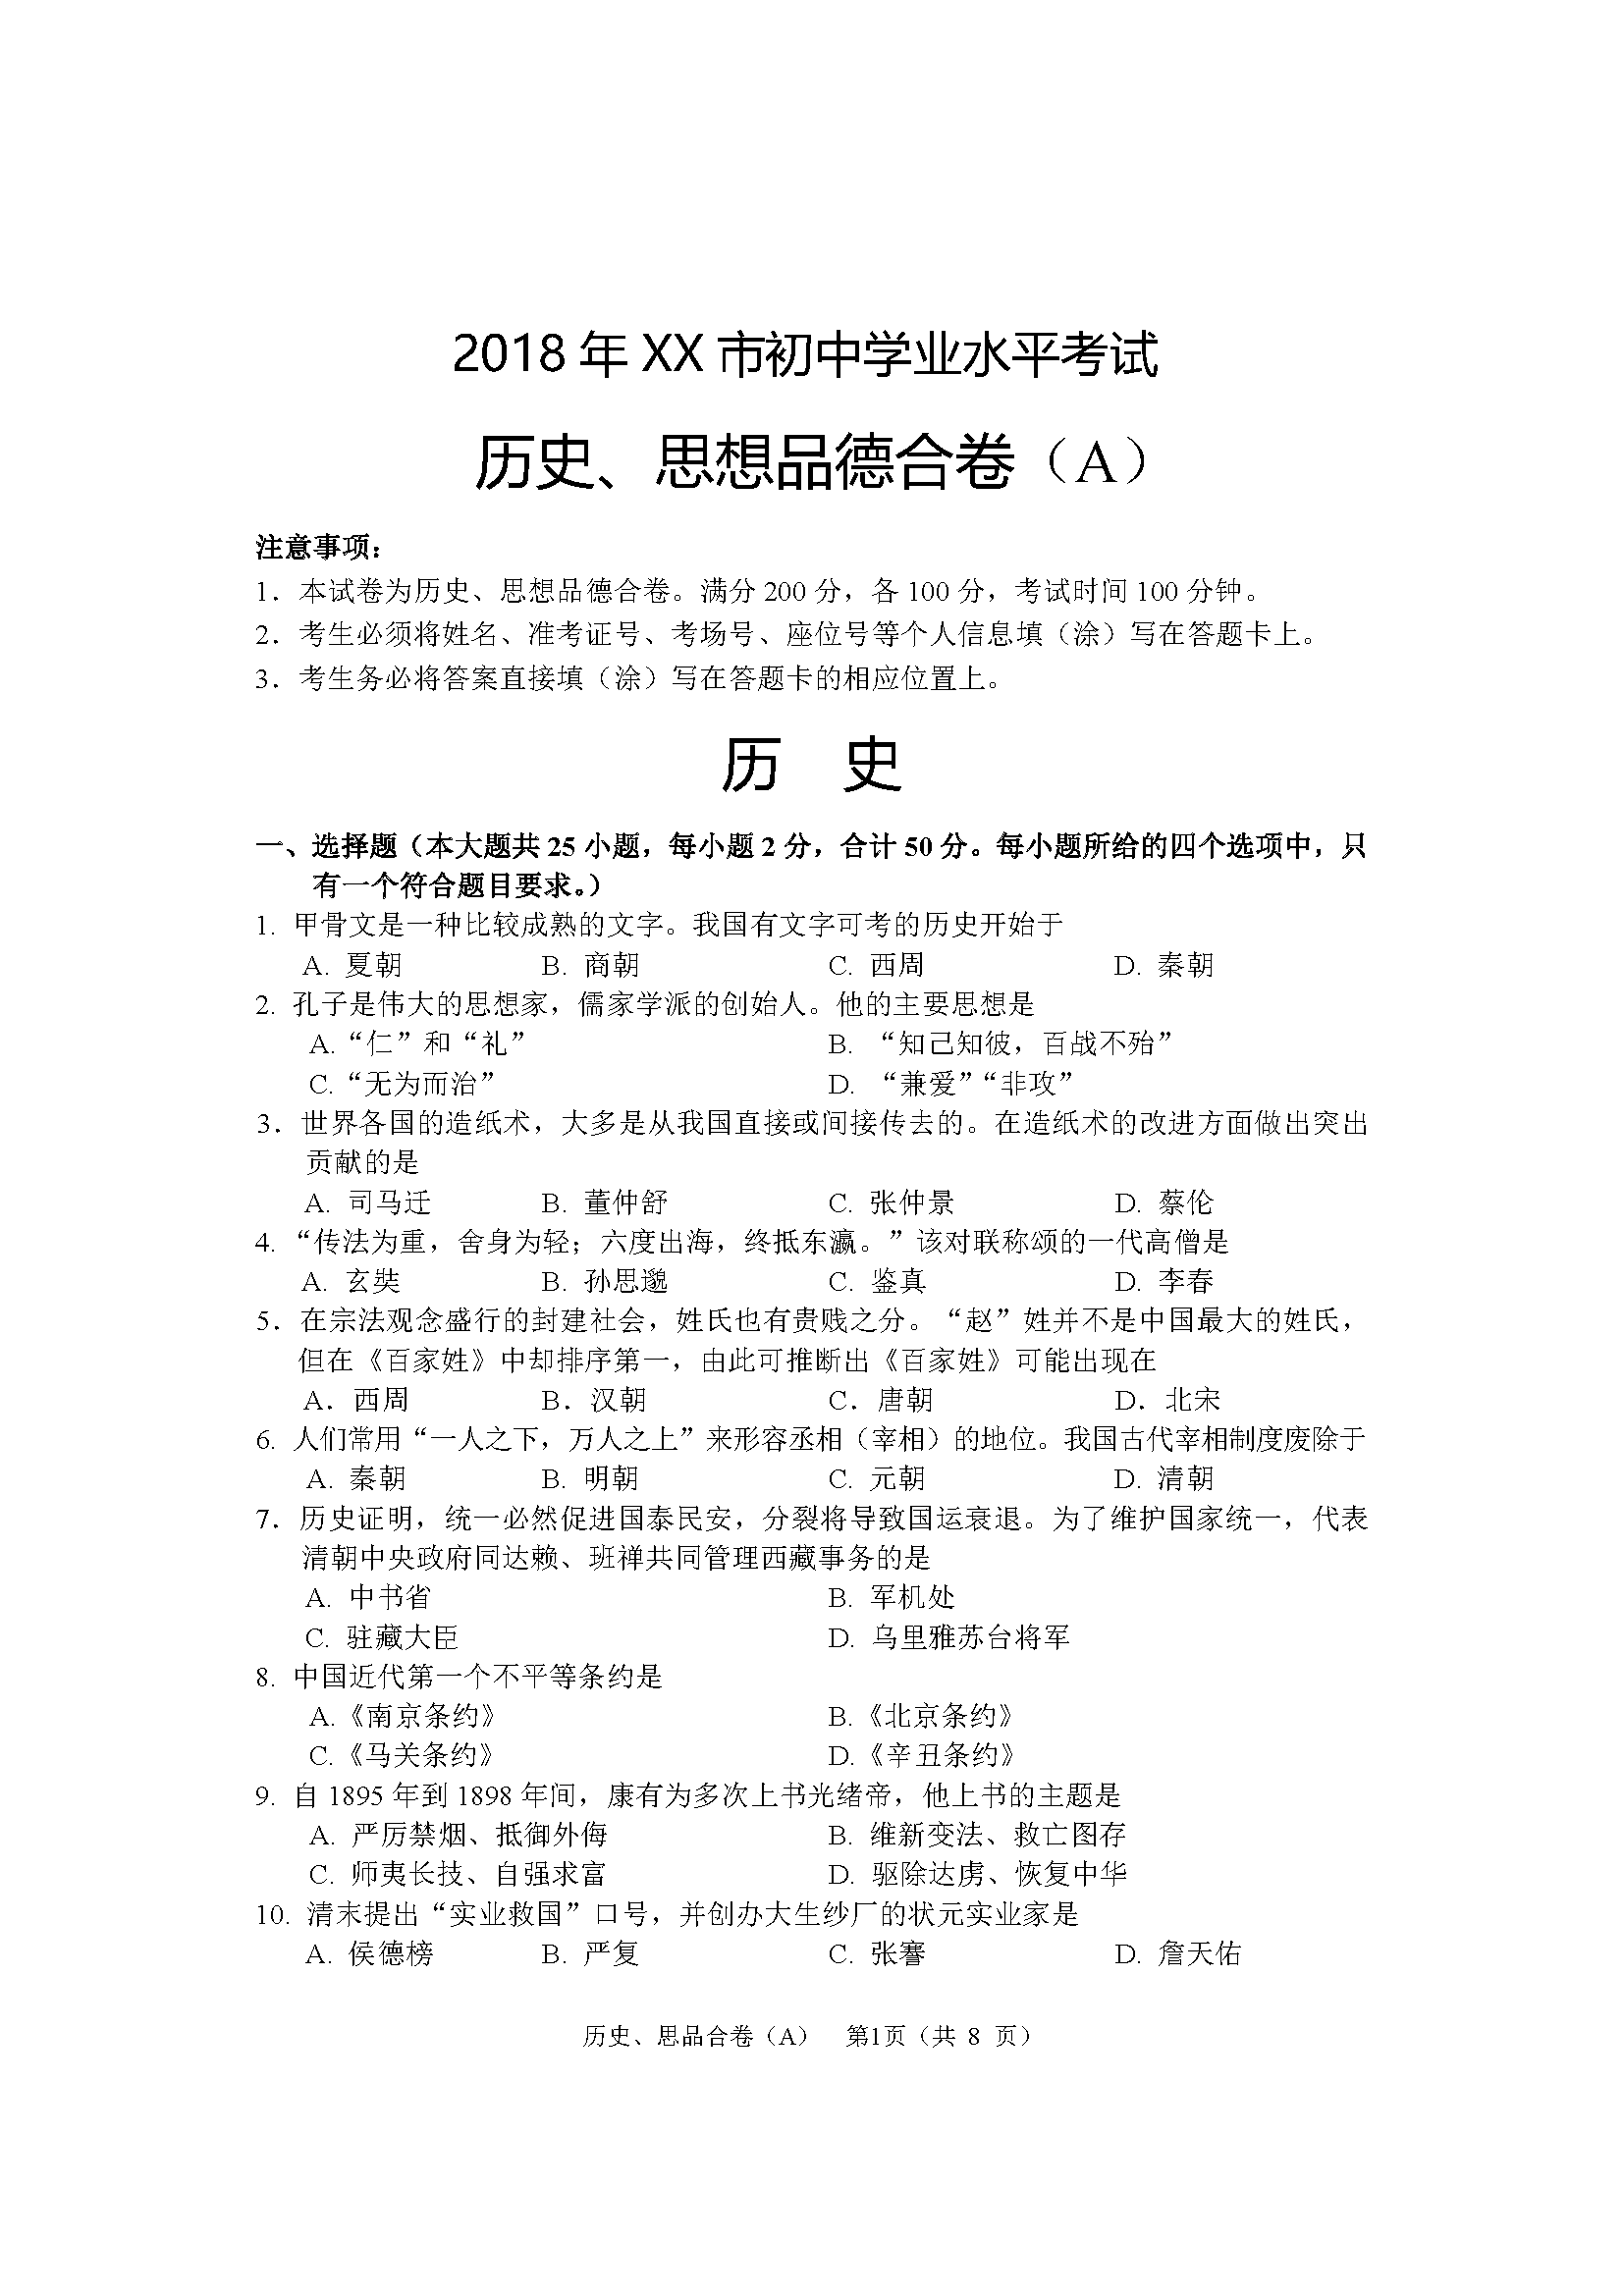 2018 年 XX 市初中学业水平考试
历史、思想品德合卷（A）
注意事项：
1．本试卷为历史、思想品德合卷。满分 200 分，各 100 分，考试时间 100 分钟。
2．考生必须将姓名、准考证号、考场号、座位号等个人信息填（涂）写在答题卡上。
3．考生务必将答案直接填（涂）写在答题卡的相应位置上。
历 史
一、选择题（本大题共 25 小题，每小题 2 分，合计 50 分。每小题所给的四个选项中，只
有一个符合题目要求。）
1. 甲骨文是一种比较成熟的文字。我国有文字可考的历史开始于
A. 夏朝 B. 商朝 C. 西周 D. 秦朝
2. 孔子是伟大的思想家，儒家学派的创始人。他的主要思想是
A.“仁”和“礼” B. “知己知彼，百战不殆”
C.“无为而治” D. “兼爱”“非攻”
3．世界各国的造纸术，大多是从我国直接或间接传去的。在造纸术的改进方面做出突出
贡献的是
A. 司马迁 B. 董仲舒 C. 张仲景 D. 蔡伦
4. “传法为重，舍身为轻；六度出海，终抵东瀛。”该对联称颂的一代高僧是
A. 玄奘 B. 孙思邈 C. 鉴真 D. 李春
5．在宗法观念盛行的封建社会，姓氏也有贵贱之分。“赵”姓并不是中国最大的姓氏，
但在《百家姓》中却排序第一，由此可推断出《百家姓》可能出现在
A．西周 B．汉朝 C．唐朝 D．北宋
6. 人们常用“一人之下，万人之上”来形容丞相（宰相）的地位。我国古代宰相制度废除于
A. 秦朝 B. 明朝 C. 元朝 D. 清朝
7．历史证明，统一必然促进国泰民安，分裂将导致国运衰退。为了维护国家统一，代表
清朝中央政府同达赖、班禅共同管理西藏事务的是
A. 中书省 B. 军机处
C. 驻藏大臣 D. 乌里雅苏台将军
8. 中国近代第一个不平等条约是
A.《南京条约》 B.《北京条约》
C.《马关条约》 D.《辛丑条约》
9. 自 1895 年到 1898 年间，康有为多次上书光绪帝，他上书的主题是
A. 严厉禁烟、抵御外侮 B. 维新变法、救亡图存
C. 师夷长技、自强求富 D. 驱除达虏、恢复中华
10. 清末提出“实业救国”口号，并创办大生纱厂的状元实业家是
A. 侯德榜 B. 严复 C. 张謇 D. 詹天佑
历史、思品合卷（A） 第1页（共 8 页）